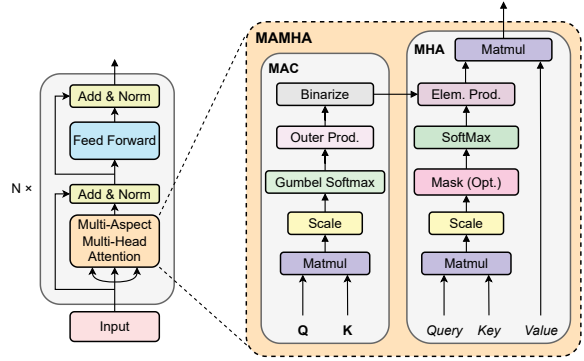 Add & Norm
Feed Forward
N ×
Add & Norm
Multi-Aspect
Multi-Head
Attention
Input
MAMHA
MAC
Binarize
Outer Prod.
Gumbel Softmax
Scale
Matmul
Q K
MHA
Matmul
Elem. Prod.
SoftMax
Mask (Opt.)
Scale
Matmul
Query Key Value